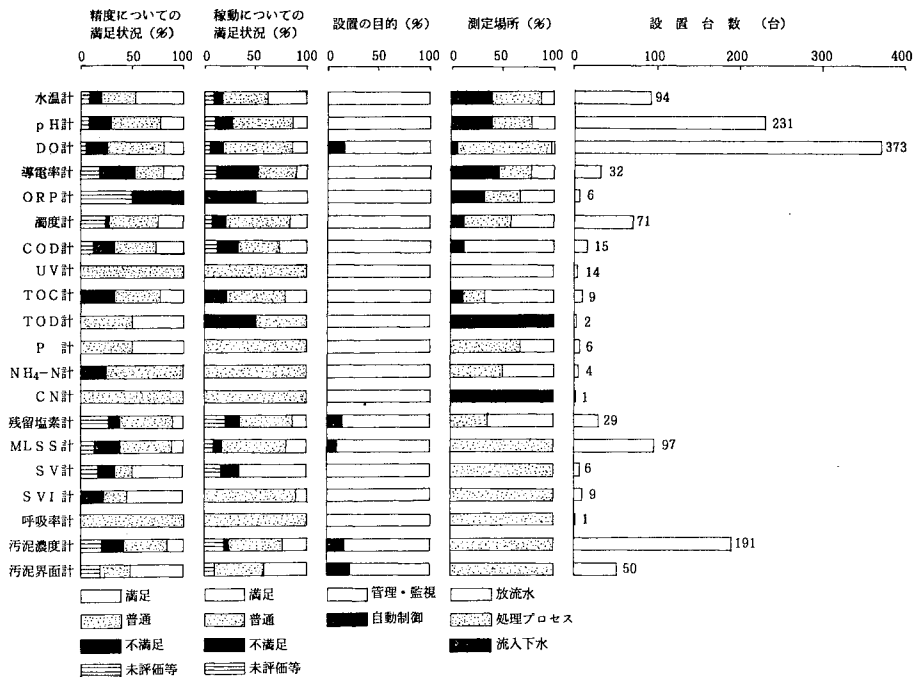 精度についての
満足状況 (%)
稼動についての
満足状況 (%)
設置の目的 (%)
測定場所 (%)
設 置 台 数 (台)
0 50 100 0 50 100 0 100 0 100 0 100 200 300 400
水温計 94
pH計 231
DO計 373
導電率計 32
ORP計 6
濁度計 71
COD計 15
UV計 14
TOC計 9
TOD計 2
P 計 6
NH4-N計 4
CN計 1
残留塩素計 29
MLSS計 97
SV計 6
SVI計 9
呼吸率計 1
汚泥濃度計 191
汚泥界面計 50
満足 満足 管理・監視 放流水
普通 普通 自動制御 処理プロセス
不満足 不満足 流入下水
未評価等 未評価等